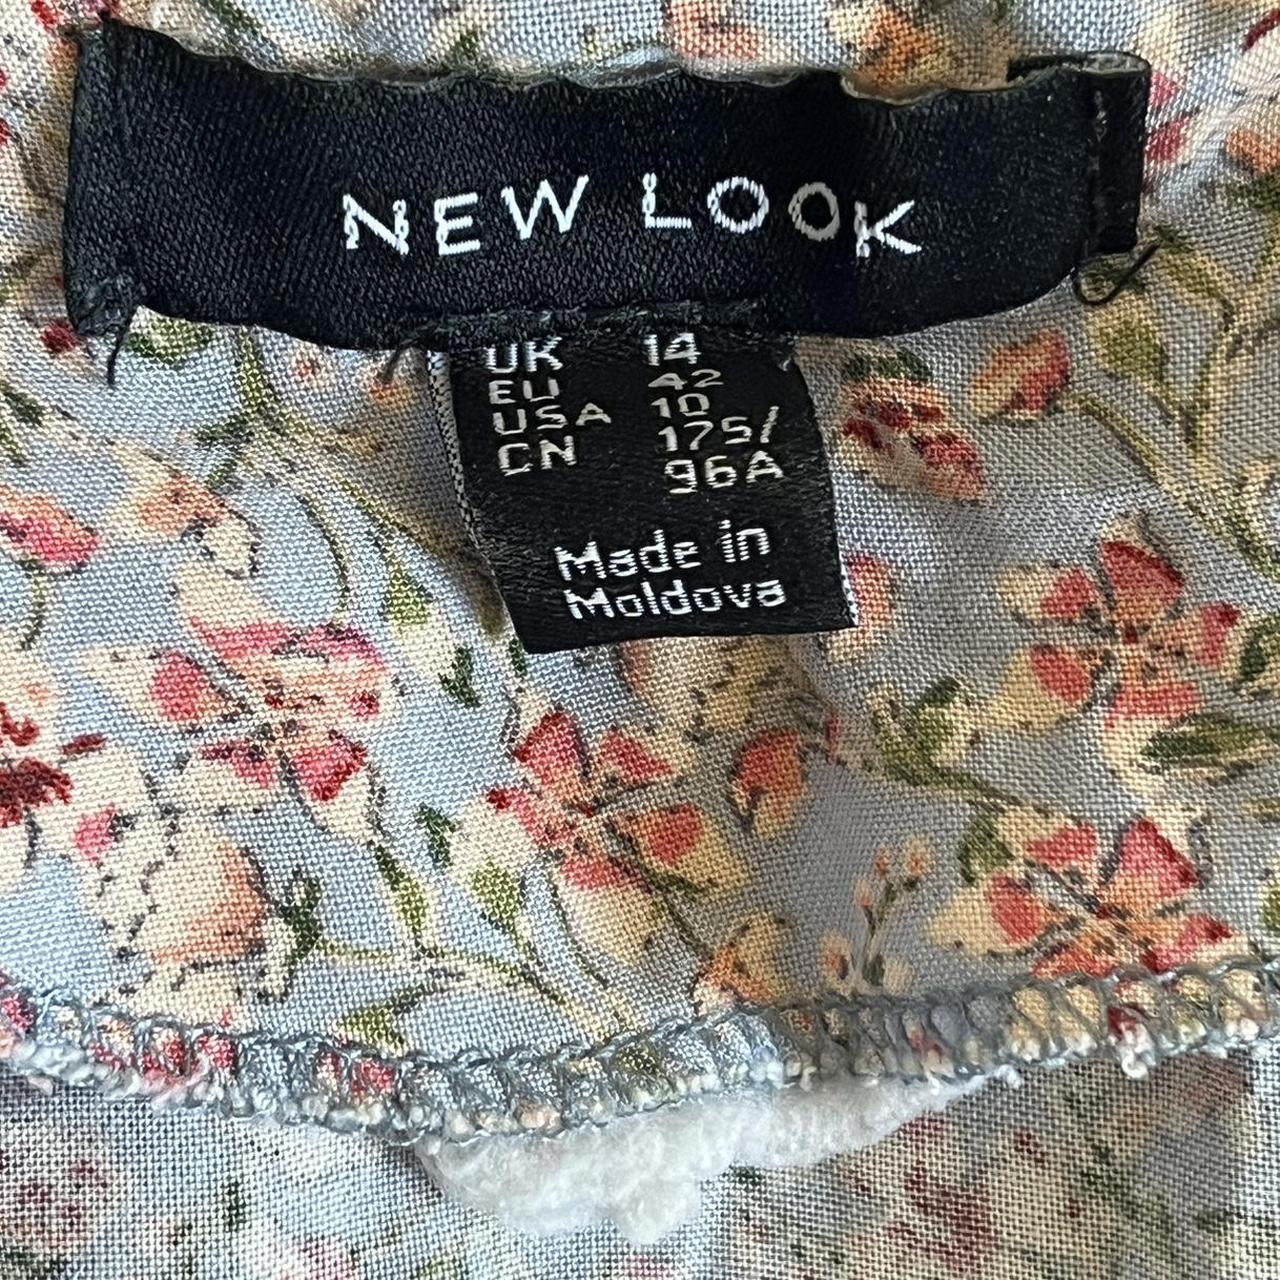 NEW LOOK
UK 14
EU 42
USA 10
CN 175/
96A
Made in
Moldova